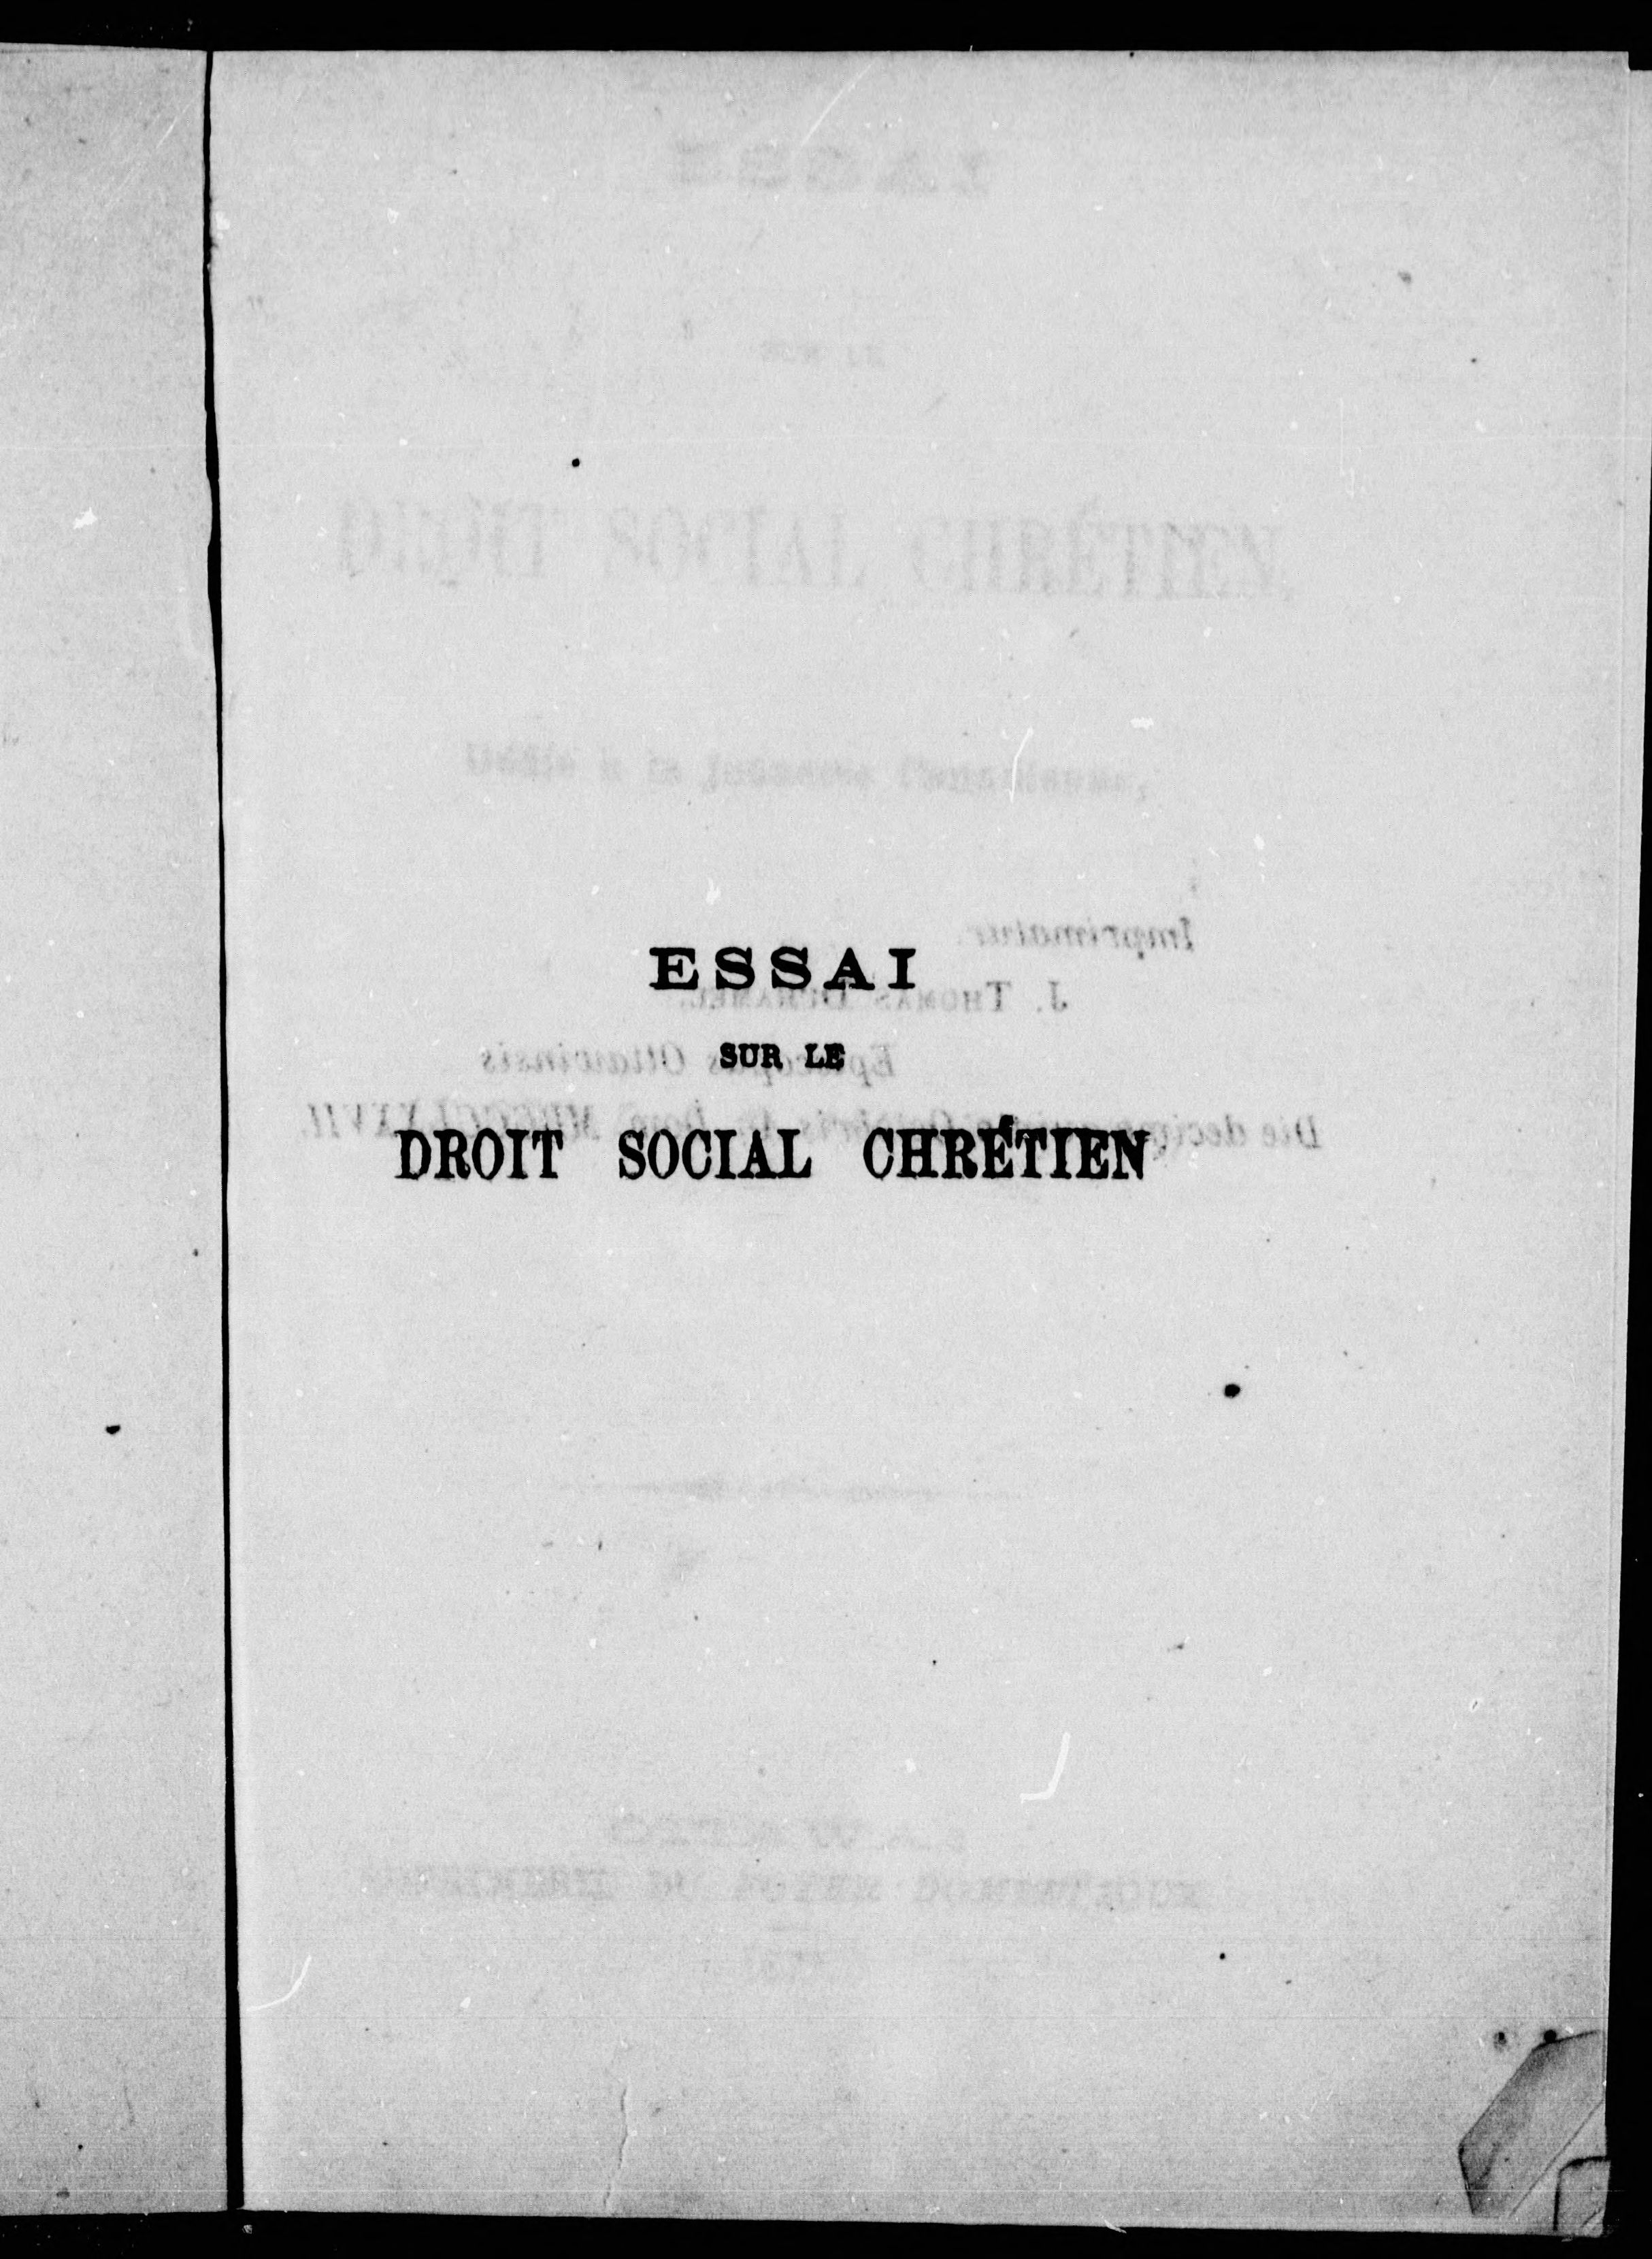 ESSAI
SUR LE
DROIT SOCIAL CHRÉTIEN